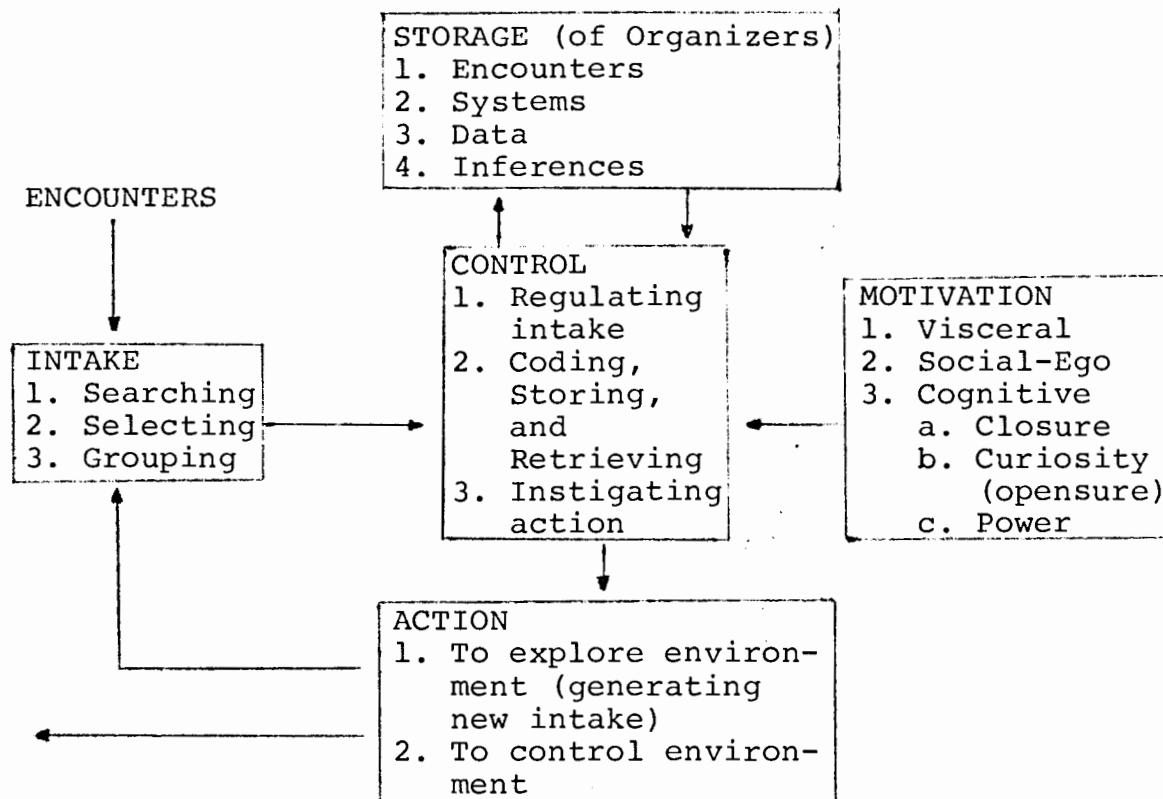 STORAGE (of Organizers)
1. Encounters
2. Systems
3. Data
4. Inferences
ENCOUNTERS
INTAKE
1. Searching
2. Selecting
3. Grouping
CONTROL
1. Regulating
intake
2. Coding,
Storing,
and
Retrieving
3. Instigating
action
MOTIVATION
1. Visceral
2. Social-Ego
3. Cognitive
a. Closure
b. Curiosity
(opensure)
c. Power
ACTION
1. To explore environ-
ment (generating
new intake)
2. To control environ-
ment